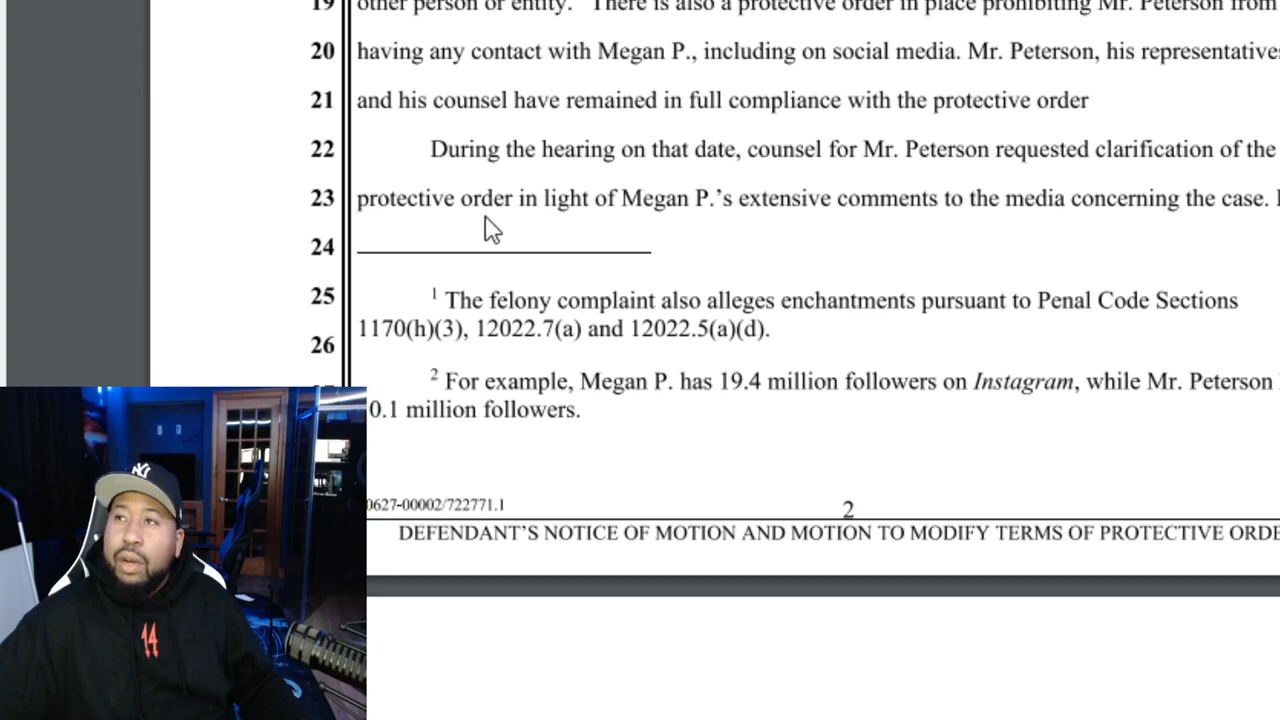 19 other person or entity." There is also a protective order in place prohibiting Mr. Peterson from
20 having any contact with Megan P., including on social media. Mr. Peterson, his representatives
21 and his counsel have remained in full compliance with the protective order
22 During the hearing on that date, counsel for Mr. Peterson requested clarification of the
23 protective order in light of Megan P.'s extensive comments to the media concerning the case.
24
25 1 The felony complaint also alleges enchantments pursuant to Penal Code Sections
1170(h)(3), 12022.7(a) and 12022.5(a)(d).
26
2 For example, Megan P. has 19.4 million followers on Instagram, while Mr. Peterson
0.1 million followers.
0627-00002/722771.1
2
DEFENDANT'S NOTICE OF MOTION AND MOTION TO MODIFY TERMS OF PROTECTIVE ORDE
NY
14